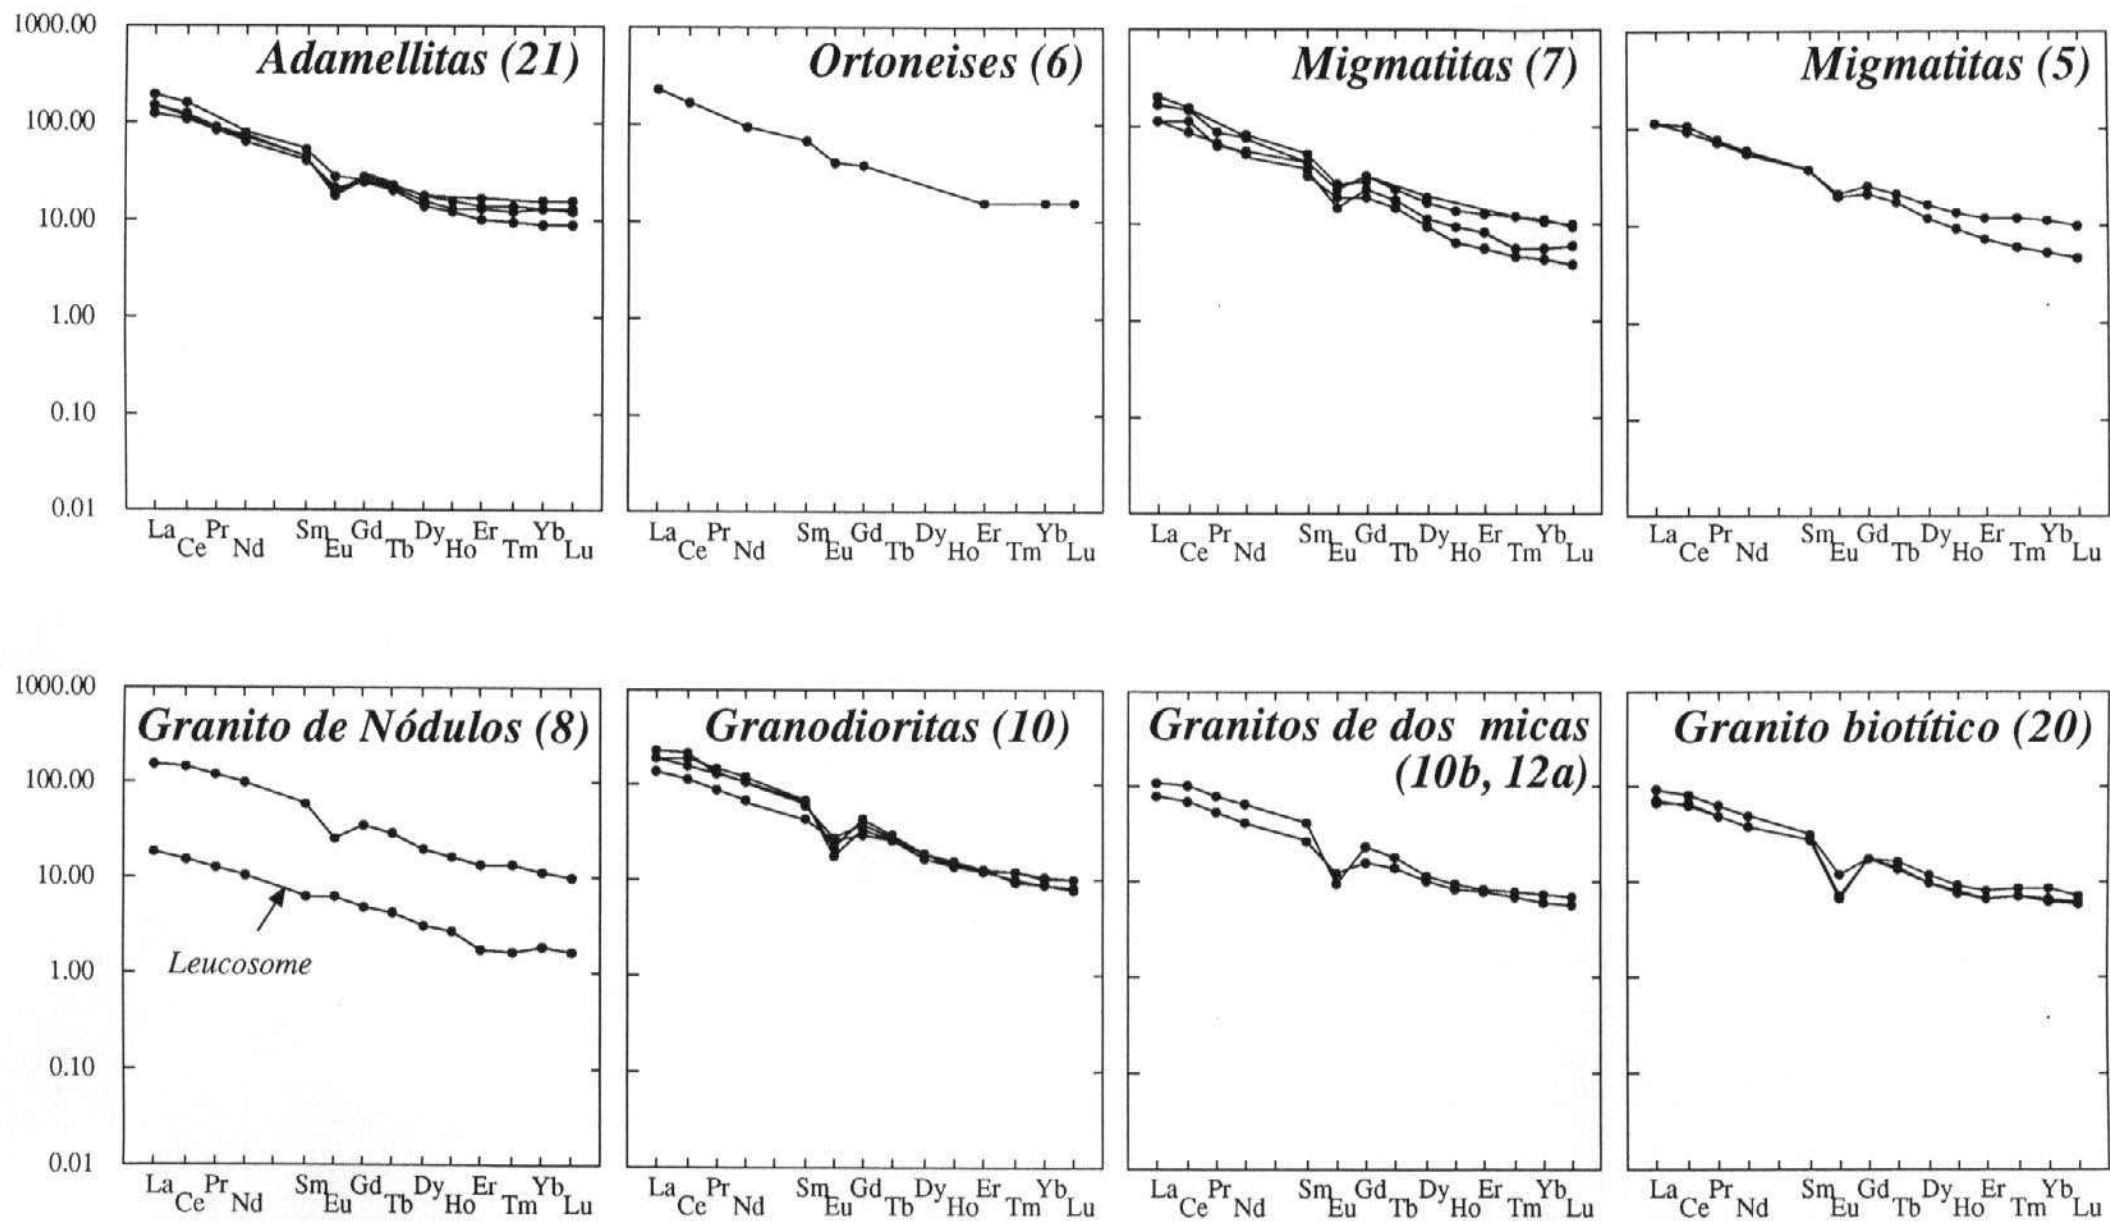 1000.00
100.00
10.00
1.00
0.10
0.01
Adamellitas (21)
La Ce Pr Nd Sm Eu Gd Tb Dy Ho Er Tm Yb Lu
Ortoneises (6)
La Ce Pr Nd Sm Eu Gd Tb Dy Ho Er Tm Yb Lu
Migmatitas (7)
La Ce Pr Nd Sm Eu Gd Tb Dy Ho Er Tm Yb Lu
Migmatitas (5)
La Ce Pr Nd Sm Eu Gd Tb Dy Ho Er Tm Yb Lu
1000.00
100.00
10.00
1.00
0.10
0.01
Granito de Nódulos (8)
Leucosome
La Ce Pr Nd Sm Eu Gd Tb Dy Ho Er Tm Yb Lu
Granodioritas (10)
La Ce Pr Nd Sm Eu Gd Tb Dy Ho Er Tm Yb Lu
Granitos de dos micas
(10b, 12a)
La Ce Pr Nd Sm Eu Gd Tb Dy Ho Er Tm Yb Lu
Granito biotítico (20)
La Ce Pr Nd Sm Eu Gd Tb Dy Ho Er Tm Yb Lu